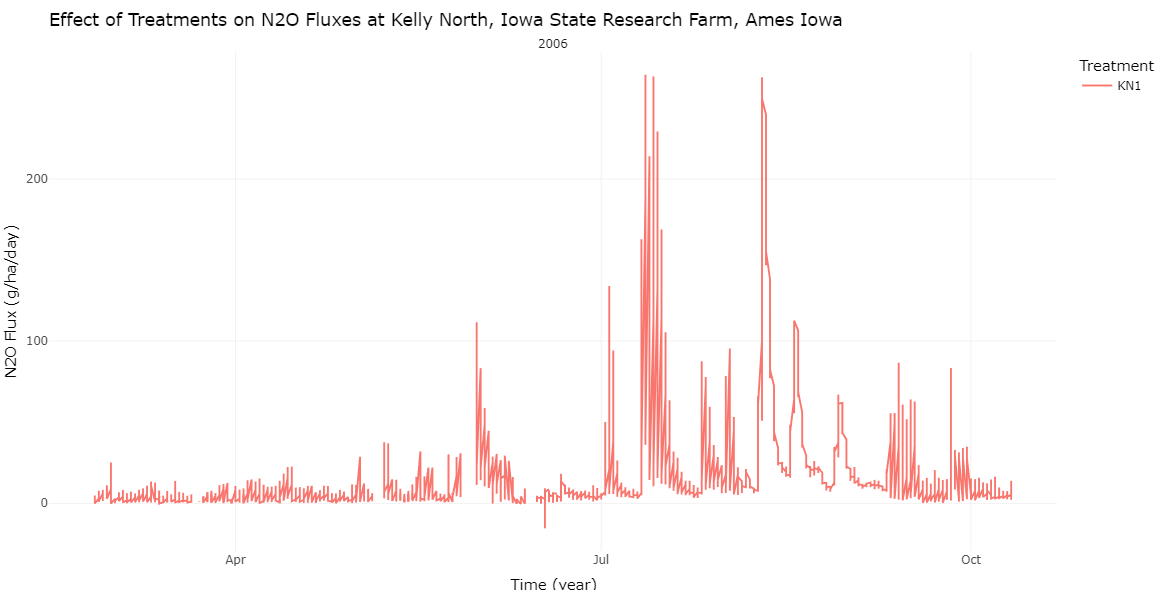 Effect of Treatments on N2O Fluxes at Kelly North, Iowa State Research Farm, Ames Iowa
2006
Treatment
KN1
200
100
0
N2O Flux (g/ha/day)
Apr
Jul
Oct
Time (year)